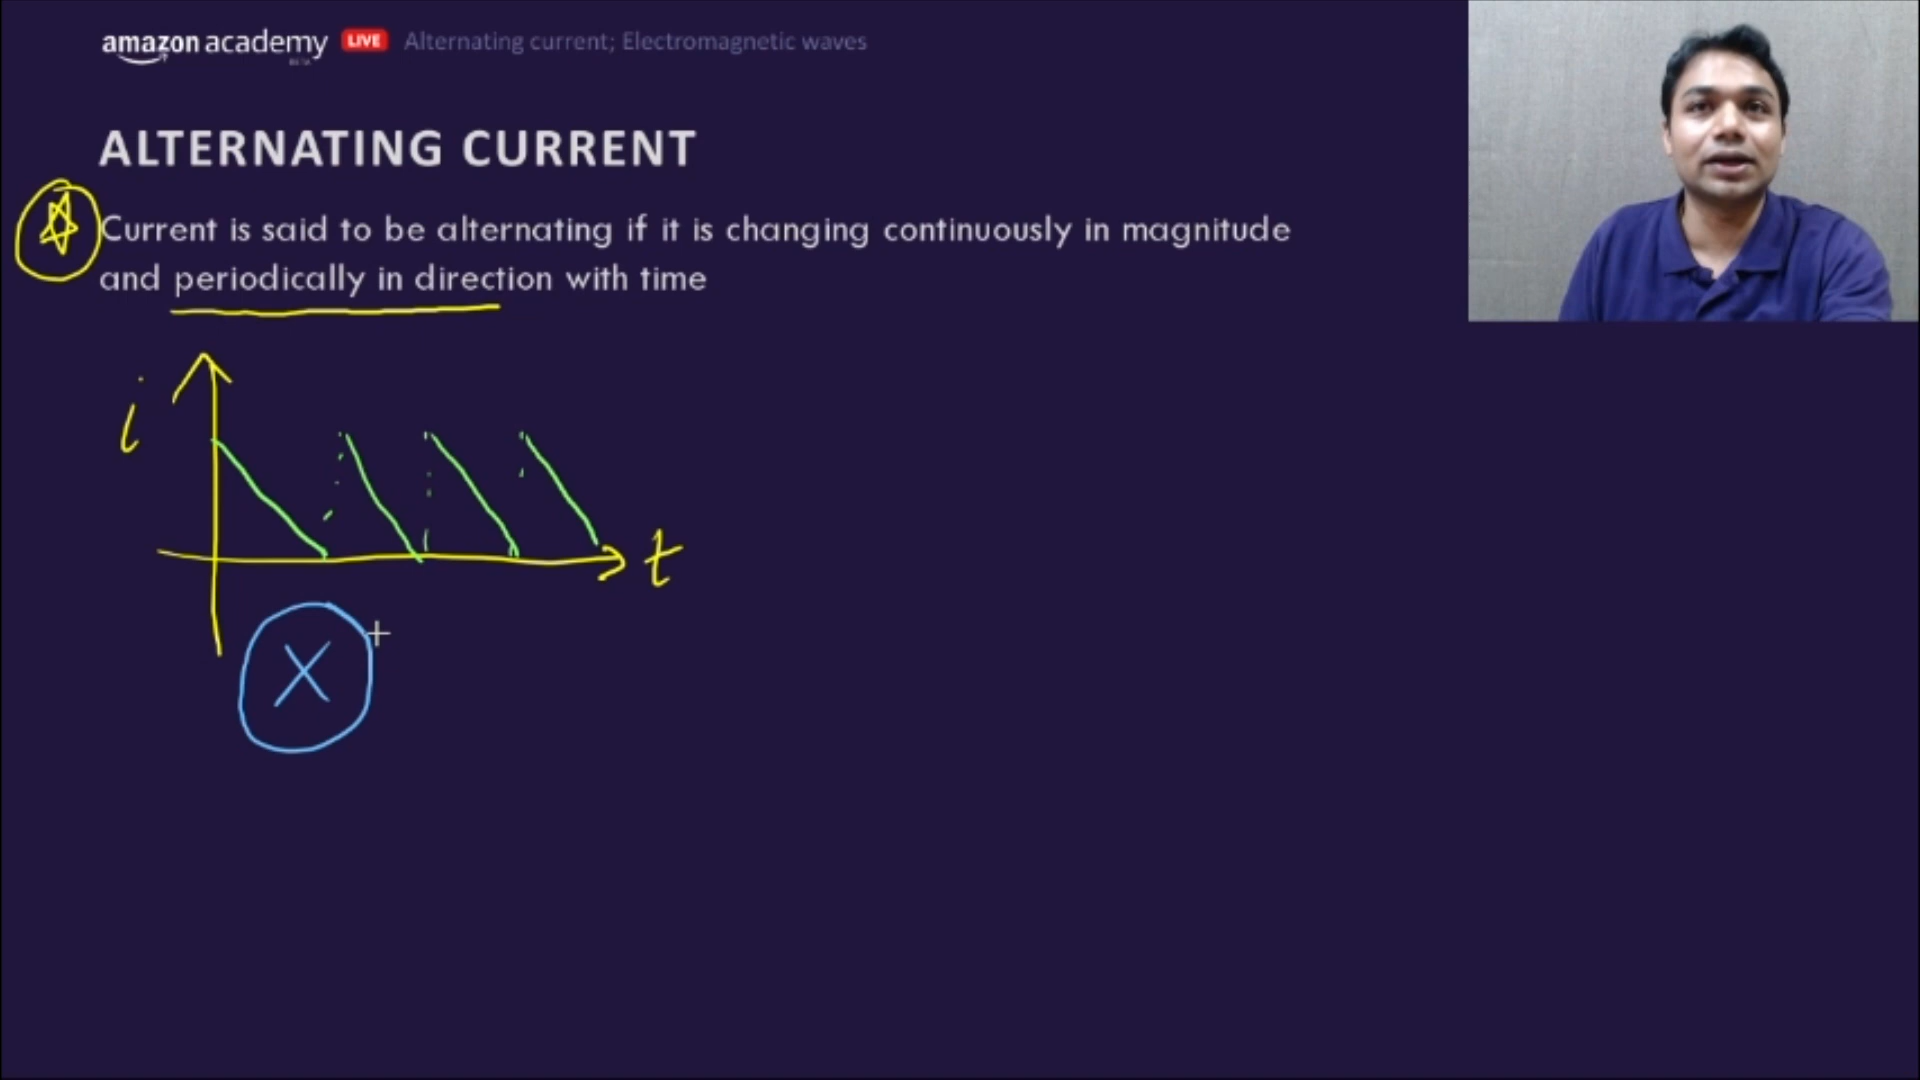 amazon academy LIVE Alternating current; Electromagnetic waves
BETA
ALTERNATING CURRENT
Current is said to be alternating if it is changing continuously in magnitude
and periodically in direction with time
i
t
X